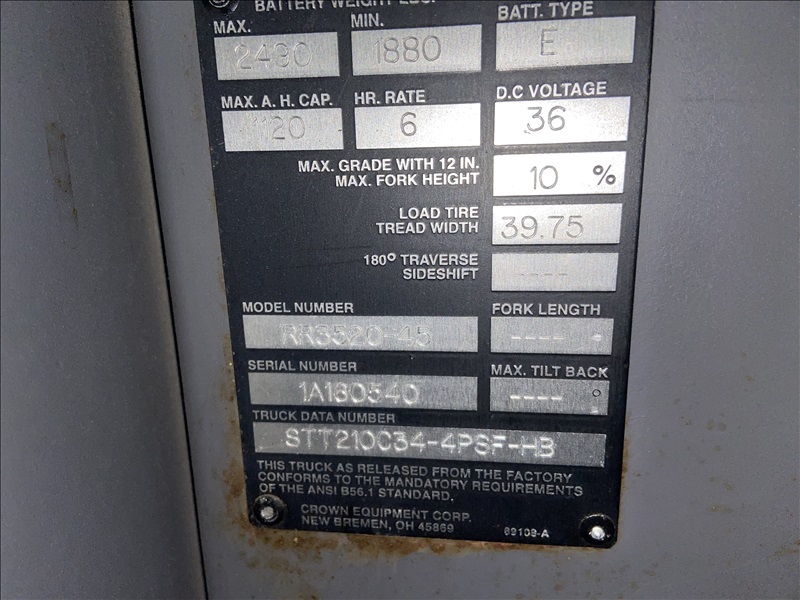 BATTERY WEIGHT LBS.
MAX. MIN. BATT. TYPE
2490 1880 E
MAX. A. H. CAP. HR. RATE D.C VOLTAGE
1120 6 36
MAX. GRADE WITH 12 IN.
MAX. FORK HEIGHT 10 %
LOAD TIRE
TREAD WIDTH 39.75
180° TRAVERSE
SIDESHIFT ----
MODEL NUMBER FORK LENGTH
RR3520-45 ---- "
SERIAL NUMBER MAX. TILT BACK
1A180540 ---- °
TRUCK DATA NUMBER
STT210C34-4PSF-HB
THIS TRUCK AS RELEASED FROM THE FACTORY
CONFORMS TO THE MANDATORY REQUIREMENTS
OF THE ANSI B56.1 STANDARD.
CROWN EQUIPMENT CORP.
NEW BREMEN, OH 45869